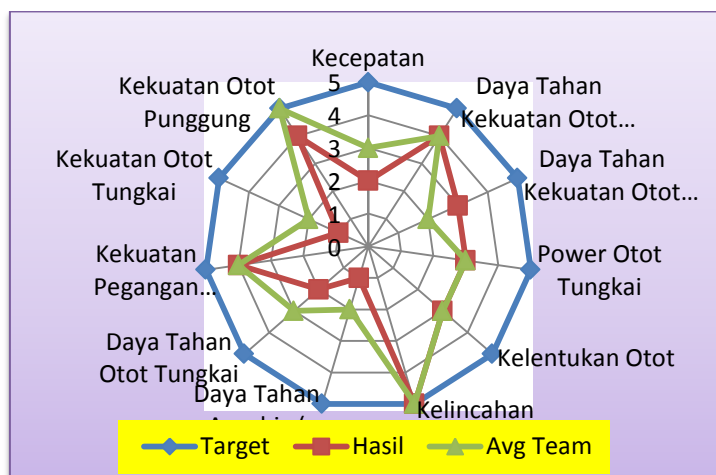 Kecepatan
Daya Tahan
Kekuatan Otot...
Daya Tahan
Kekuatan Otot...
Power Otot
Tungkai
Kelentukan Otot
Kelincahan
Daya Tahan
Daya Tahan
Otot Tungkai
Kekuatan
Pegangan...
Kekuatan Otot
Tungkai
Kekuatan Otot
Punggung
5
4
3
2
1
0
Target
Hasil
Avg Team